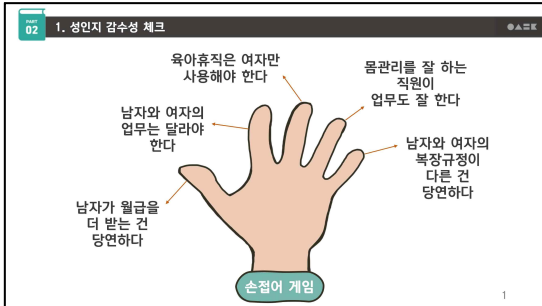 PART
02
1. 성인지 감수성 체크
육아휴직은 여자만
사용해야 한다
몸관리를 잘 하는
직원이
업무도 잘 한다
남자와 여자의
업무는 달라야
한다
남자와 여자의
복장규정이
다른 건
당연하다
남자가 월급을
더 받는 건
당연하다
손접어 게임
1